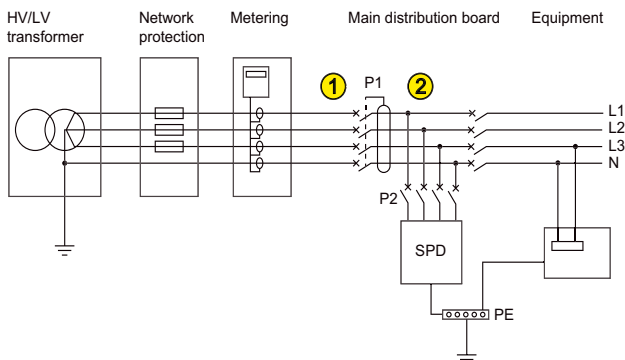 HV/LV
transformer
Network
protection
Metering
Main distribution board
Equipment
1
P1
2
L1
L2
L3
N
P2
SPD
PE